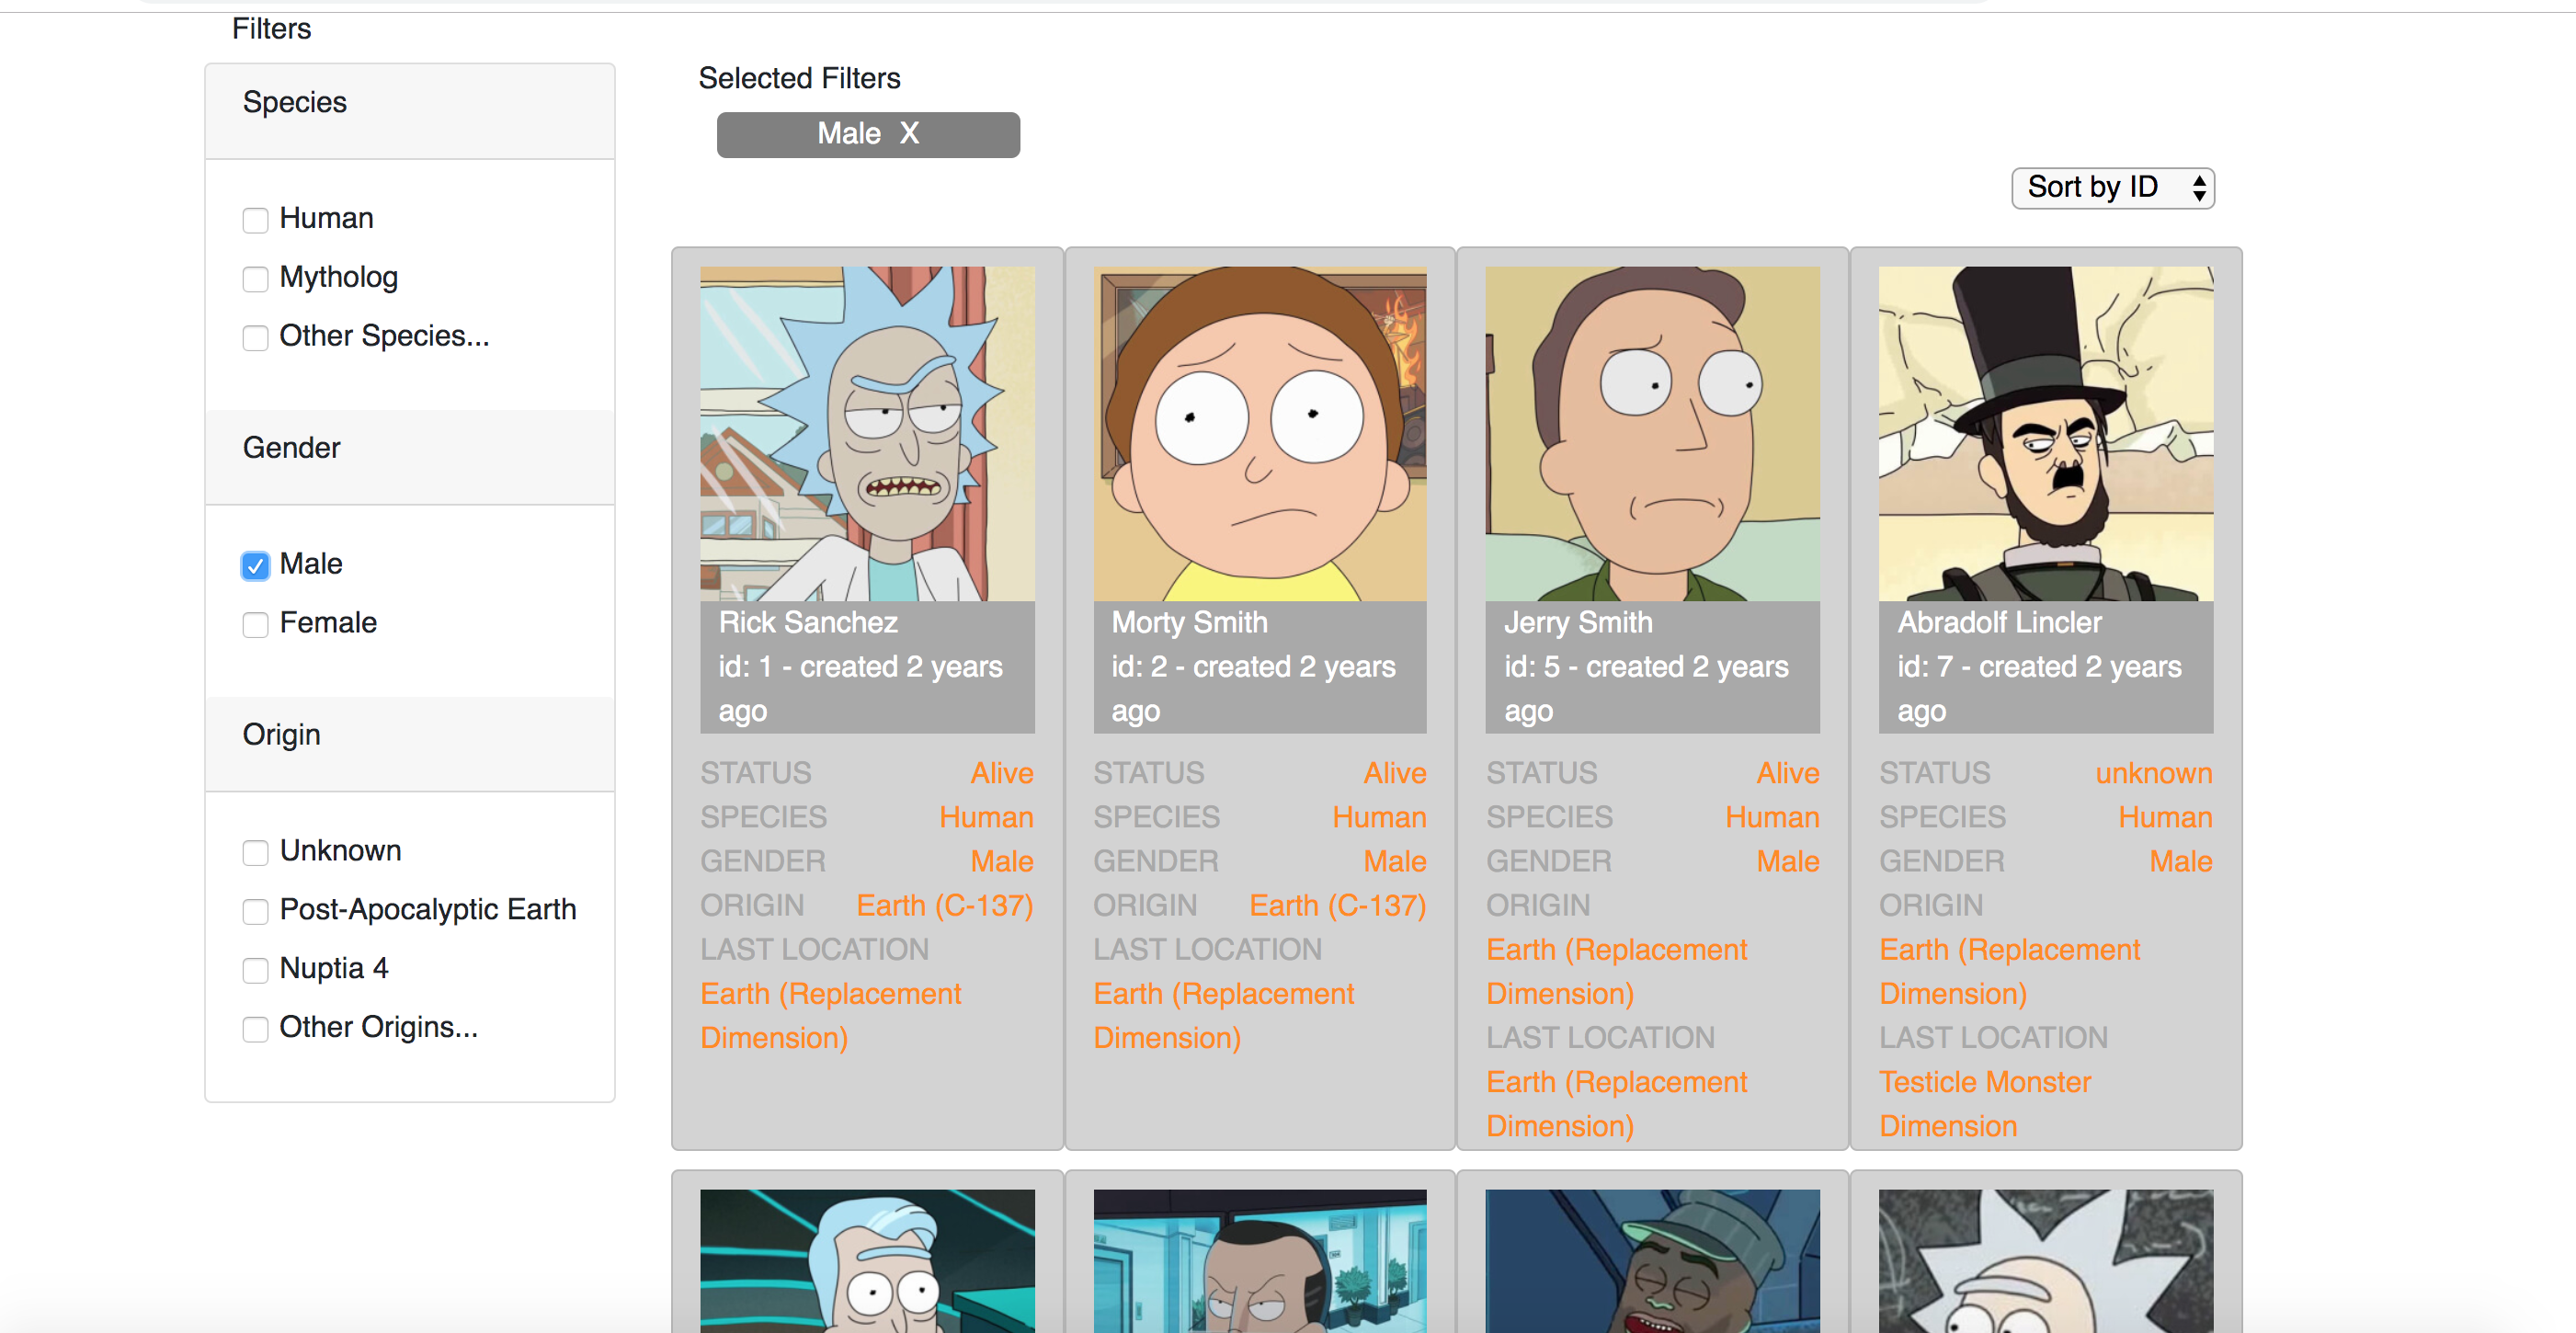 Filters
Species
Human
Mytholog
Other Species...
Gender
Male
Female
Origin
Unknown
Post-Apocalyptic Earth
Nuptia 4
Other Origins...
Selected Filters
Male X
Sort by ID
Rick Sanchez
id: 1 - created 2 years
ago
STATUS Alive
SPECIES Human
GENDER Male
ORIGIN Earth (C-137)
LAST LOCATION
Earth (Replacement
Dimension)
Morty Smith
id: 2 - created 2 years
ago
STATUS Alive
SPECIES Human
GENDER Male
ORIGIN Earth (C-137)
LAST LOCATION
Earth (Replacement
Dimension)
Jerry Smith
id: 5 - created 2 years
ago
STATUS Alive
SPECIES Human
GENDER Male
ORIGIN
Earth (Replacement
Dimension)
LAST LOCATION
Earth (Replacement
Dimension)
Abradolf Lincler
id: 7 - created 2 years
ago
STATUS unknown
SPECIES Human
GENDER Male
ORIGIN
Earth (Replacement
Dimension)
LAST LOCATION
Testicle Monster
Dimension